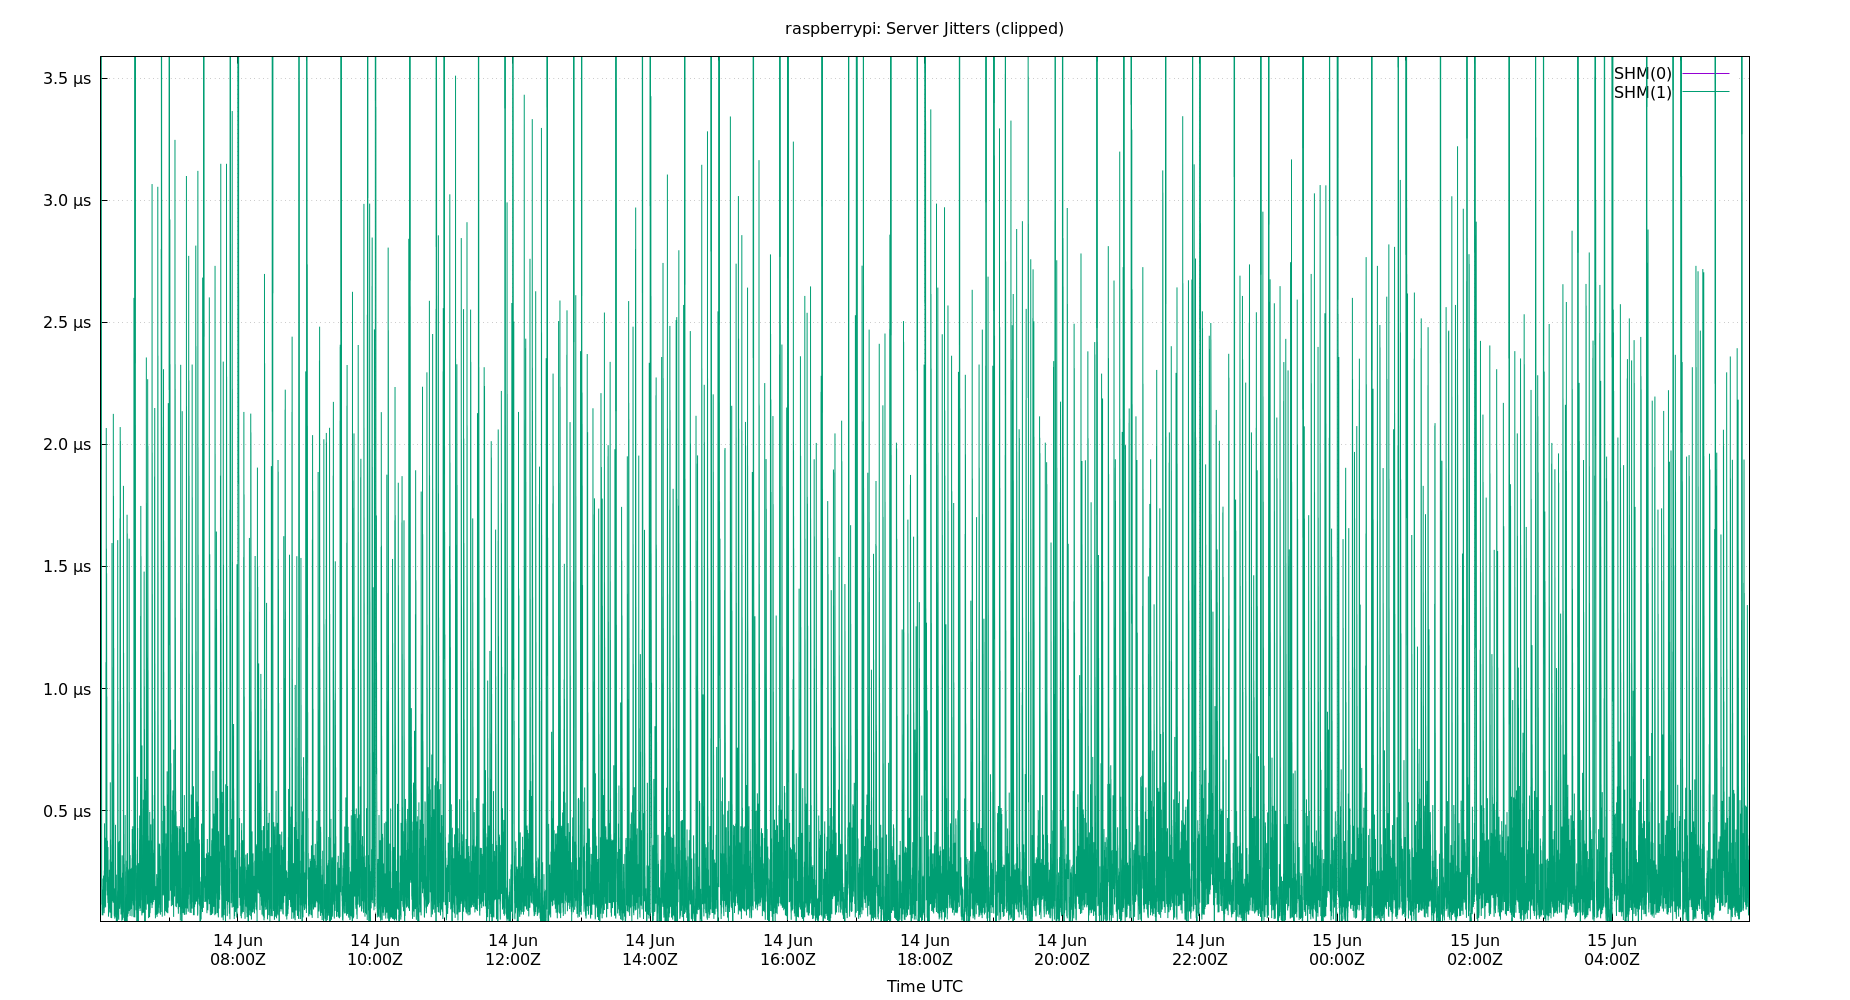 raspberrypi: Server Jitters (clipped)
SHM(0)
SHM(1)
3.5 µs
3.0 µs
2.5 µs
2.0 µs
1.5 µs
1.0 µs
0.5 µs
14 Jun 14 Jun 14 Jun 14 Jun 14 Jun 14 Jun 14 Jun 14 Jun 15 Jun 15 Jun 15 Jun
08:00Z 10:00Z 12:00Z 14:00Z 16:00Z 18:00Z 20:00Z 22:00Z 00:00Z 02:00Z 04:00Z
Time UTC